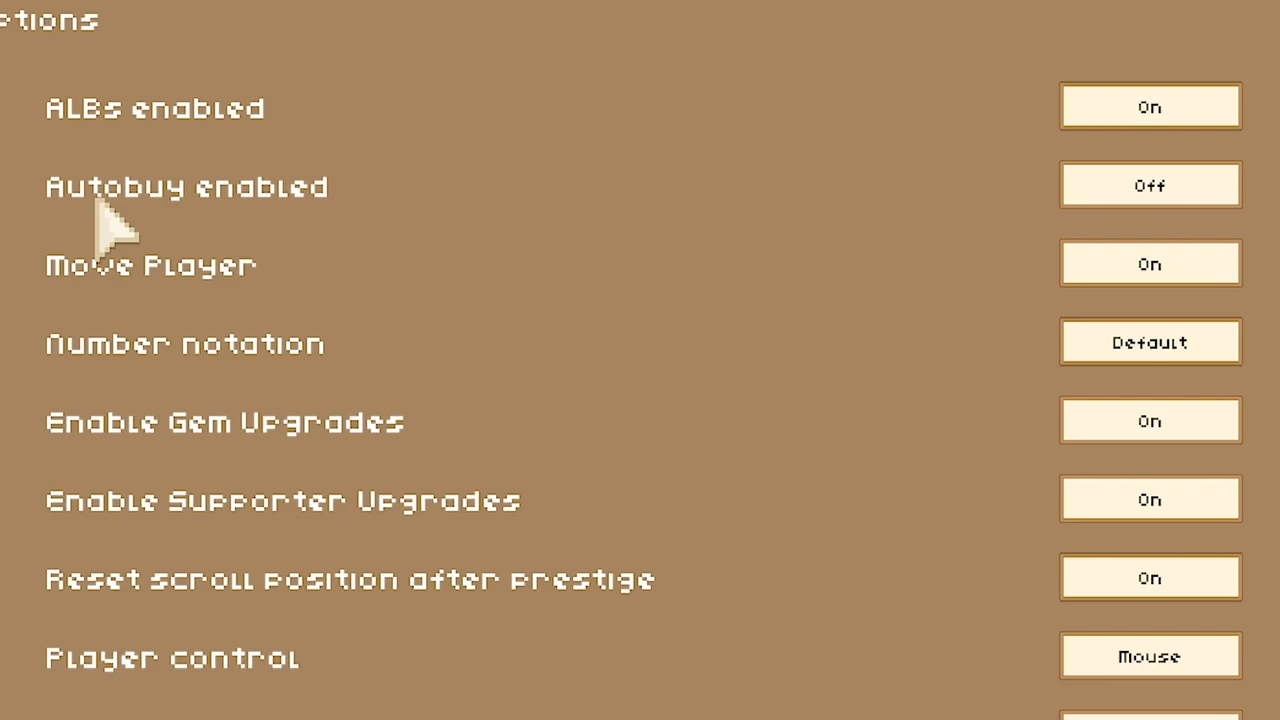 ptions
ALBs enabled On
Autobuy enabled Off
Move Player On
Number notation Default
Enable Gem Upgrades On
Enable Supporter Upgrades On
Reset scroll position after prestige On
Player control Mouse